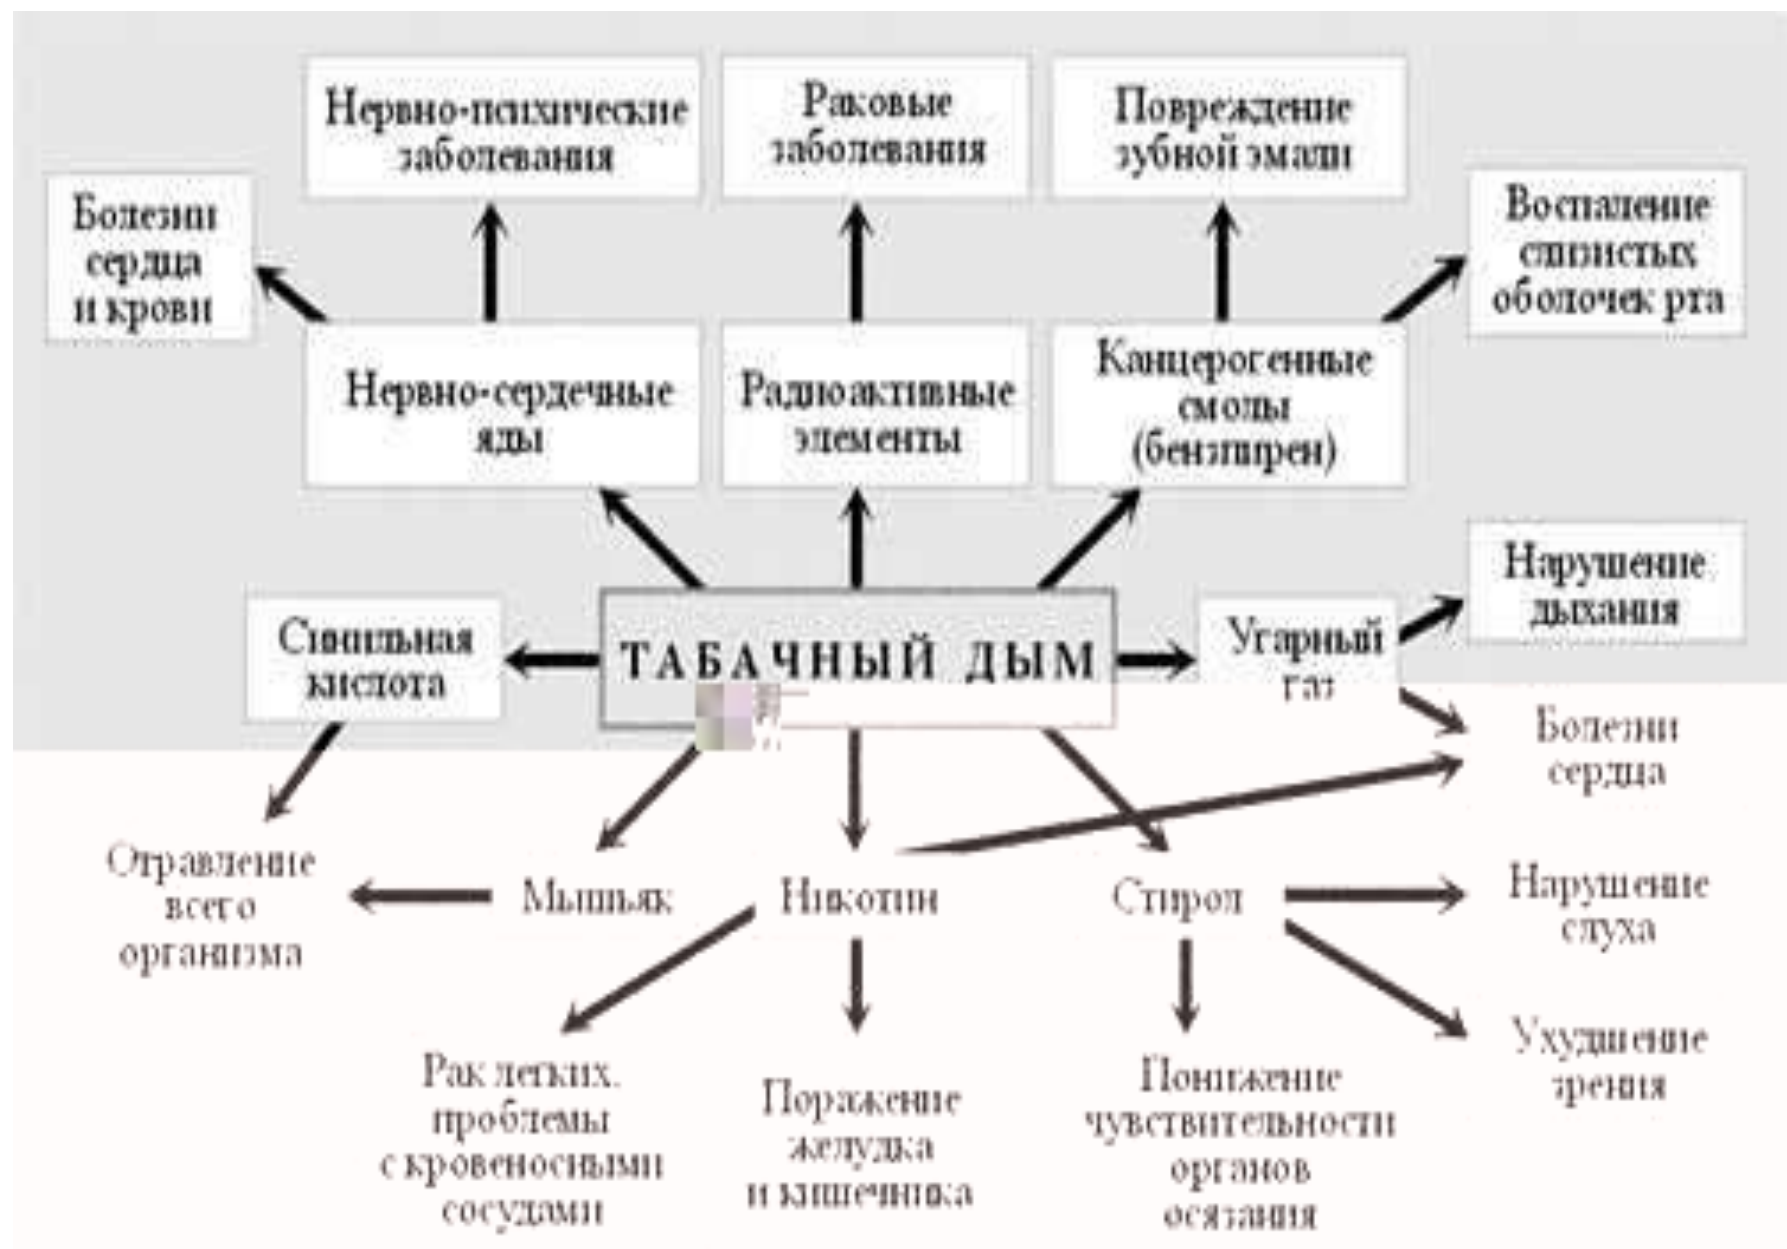 Нервно-психические
заболевания
Раковые
заболевания
Повреждение
зубной эмали
Болезни
сердца
и крови
Воспаление
слизистых
оболочек рта
Нервно-сердечные
яды
Радиоактивные
элементы
Канцерогенные
смолы
(бензпирен)
Нарушение
дыхания
Синильная
кислота
ТАБАЧНЫЙ ДЫМ
Угарный
газ
Болезни
сердца
Отравление
всего
организма
Мышьяк
Никотин
Стирол
Нарушение
слуха
Ухудшение
зрения
Рак легких.
проблемы
с кровеносными
сосудами
Поражение
желудка
и кишечника
Понижение
чувствительности
органов
осязания